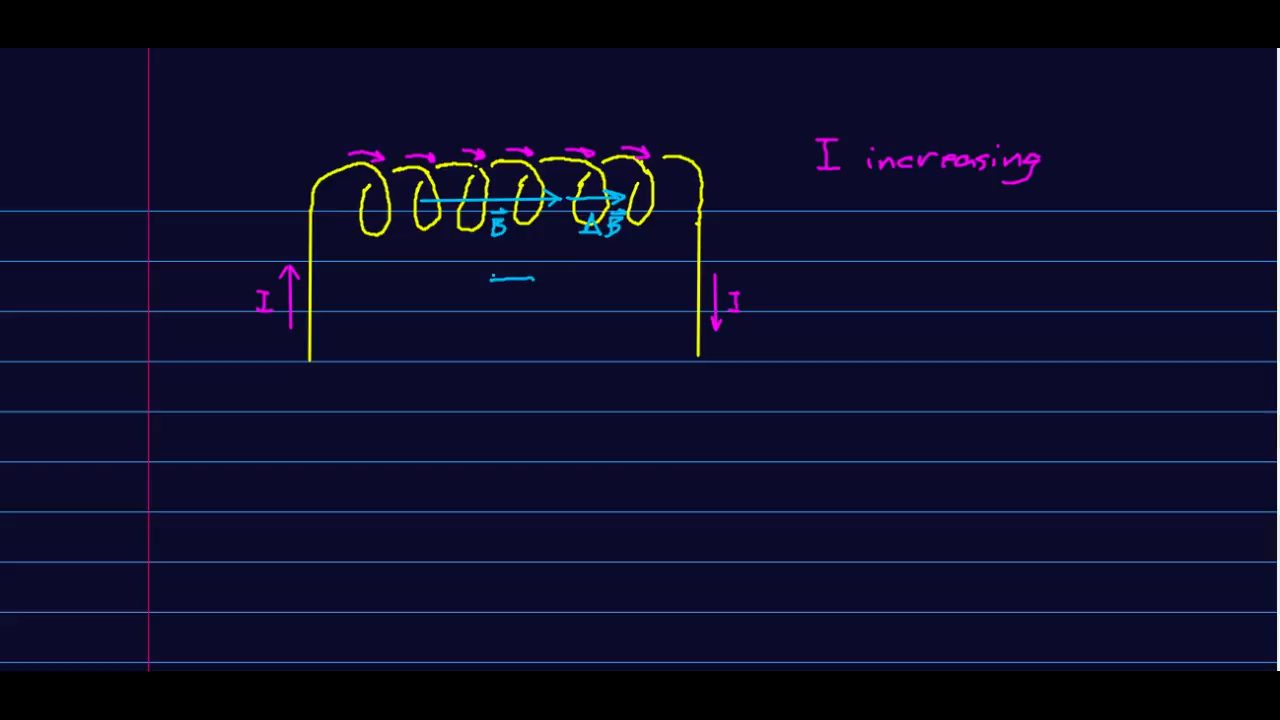 I increasing
B⃗
ΔB⃗
I
I